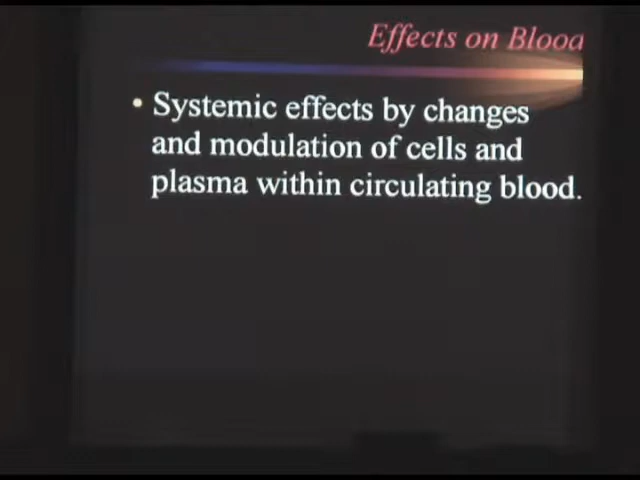 Effects on Blood
• Systemic effects by changes
and modulation of cells and
plasma within circulating blood.